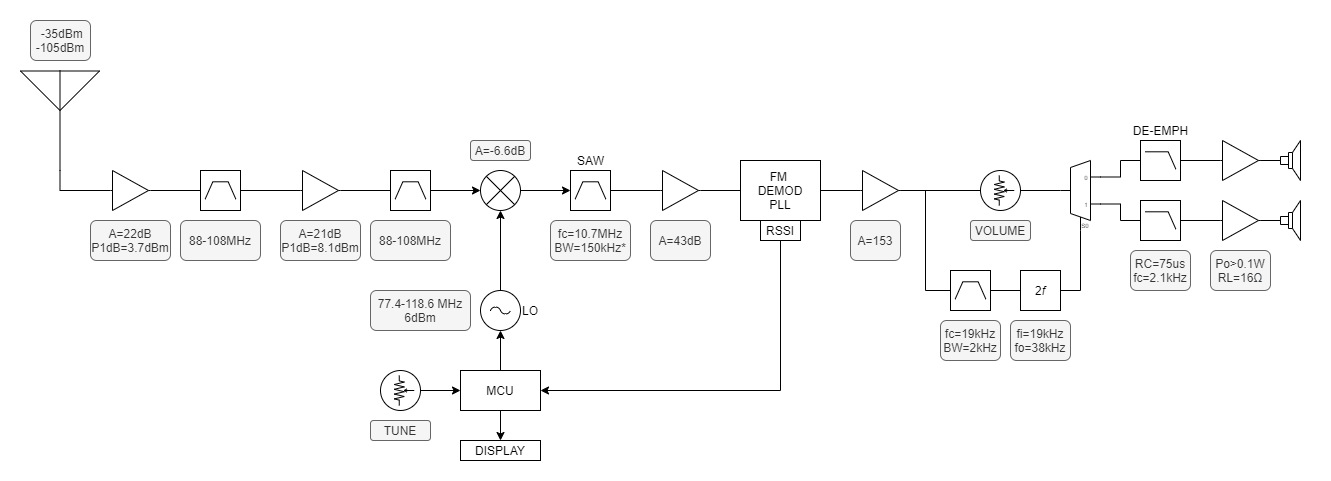 -35dBm
-105dBm
A=22dB
P1dB=3.7dBm
88-108MHz
A=21dB
P1dB=8.1dBm
88-108MHz
A=-6.6dB
SAW
fc=10.7MHz
BW=150kHz*
A=43dB
FM
DEMOD
PLL
RSSI
A=153
VOLUME
0
1
S0
DE-EMPH
RC=75us
fc=2.1kHz
Po>0.1W
RL=16Ω
77.4-118.6 MHz
6dBm
LO
2f
fc=19kHz
BW=2kHz
fi=19kHz
fo=38kHz
MCU
TUNE
DISPLAY